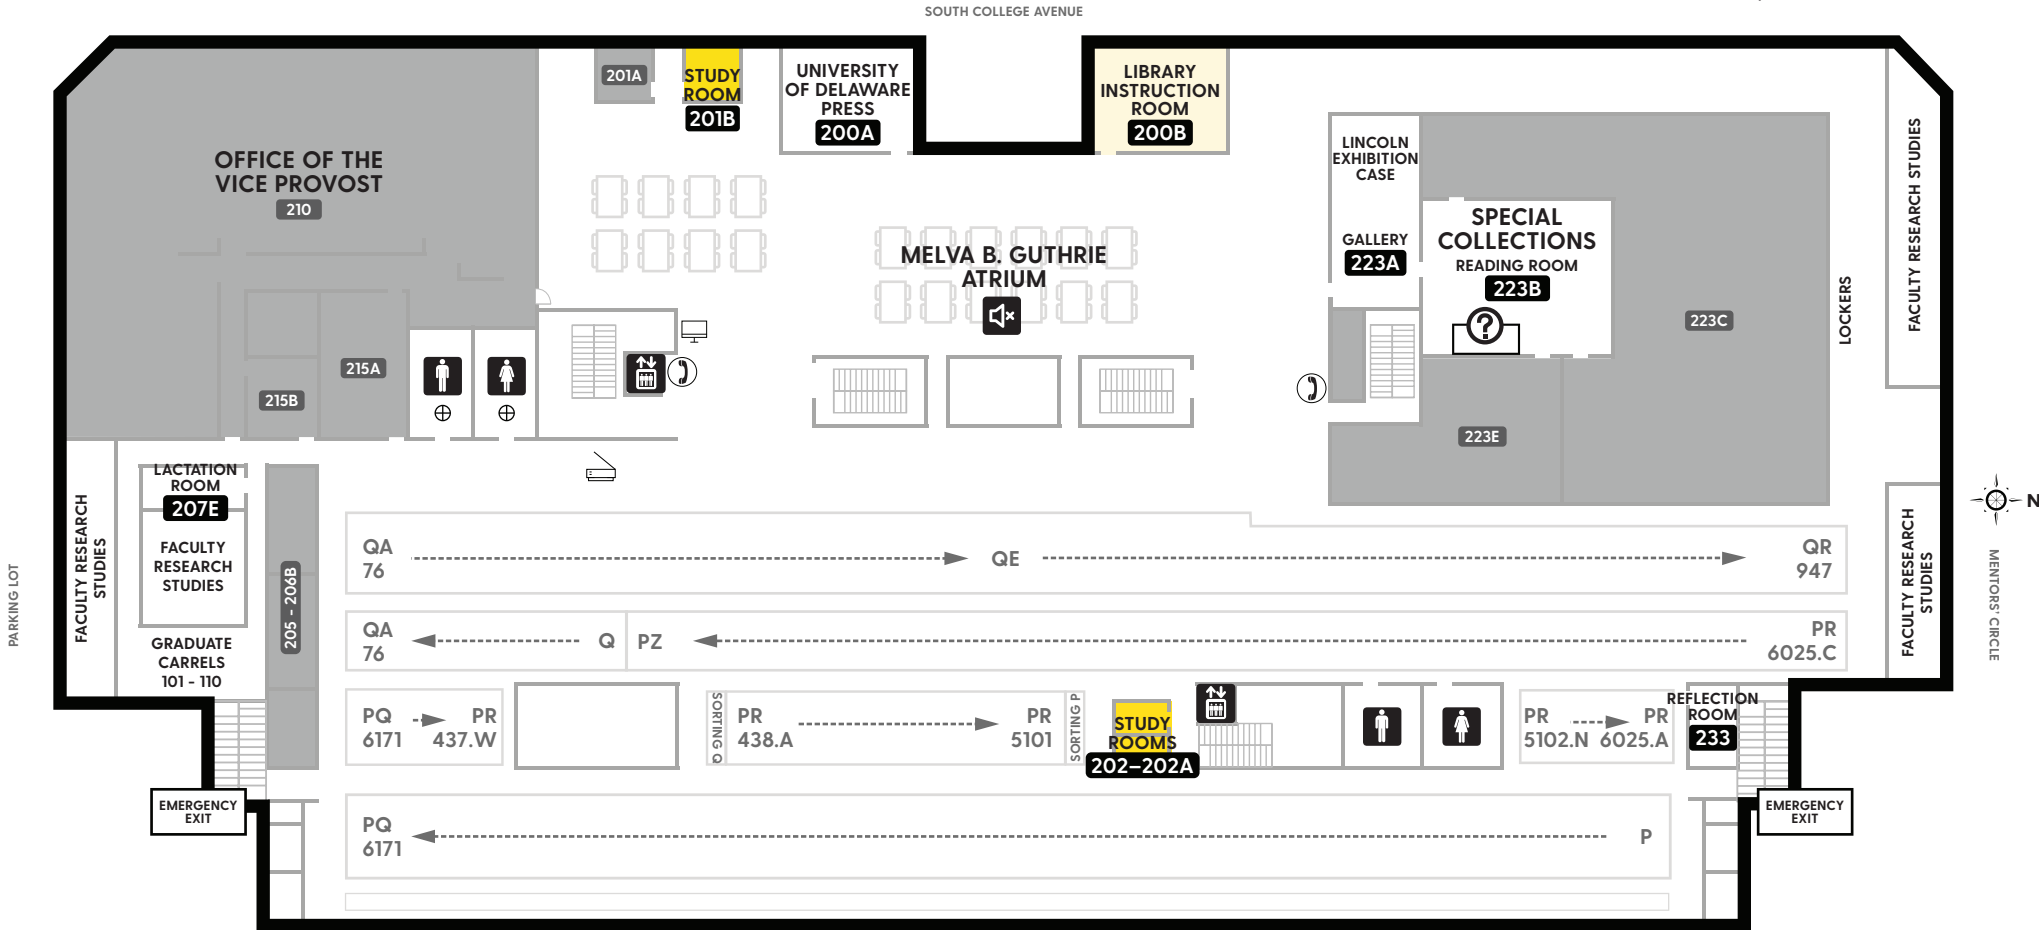 SOUTH COLLEGE AVENUE
201A
STUDY
ROOM
201B
UNIVERSITY
OF DELAWARE
PRESS
200A
LIBRARY
INSTRUCTION
ROOM
200B
OFFICE OF THE
VICE PROVOST
210
LINCOLN
EXHIBITION
CASE
GALLERY
223A
SPECIAL
COLLECTIONS
READING ROOM
223B
?
223C
LOCKERS
FACULTY RESEARCH STUDIES
MELVA B. GUTHRIE
ATRIUM
215A
215B
223E
LACTATION
ROOM
207E
FACULTY
RESEARCH
STUDIES
FACULTY RESEARCH
STUDIES
GRADUATE
CARRELS
101 - 110
205 - 206B
PARKING LOT
N
MENTORS' CIRCLE
FACULTY RESEARCH
STUDIES
QA
76
QE
QR
947
QA
76
Q
PZ
PR
6025.C
PQ
6171
PR
437.W
SORTING Q
PR
438.A
PR
5101
SORTING P
STUDY
ROOMS
202–202A
PR
5102.N
PR
6025.A
REFLECTION
ROOM
233
EMERGENCY
EXIT
EMERGENCY
EXIT
PQ
6171
P